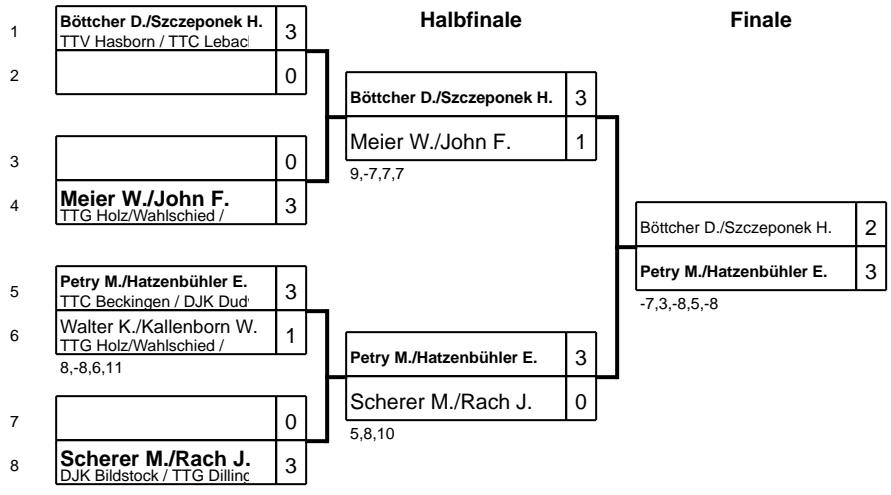 Halbfinale
Finale
1
Böttcher D./Szczeponek H.
3
TTV Hasborn / TTC Lebac
2
0
Böttcher D./Szczeponek H.
3
Meier W./John F.
1
9,-7,7,7
3
0
4
Meier W./John F.
3
TTG Holz/Wahlschied /
Böttcher D./Szczeponek H.
2
Petry M./Hatzenbühler E.
3
-7,3,-8,5,-8
5
Petry M./Hatzenbühler E.
3
TTC Beckingen / DJK Dud
6
Walter K./Kallenborn W.
1
TTG Holz/Wahlschied /
8,-8,6,11
Petry M./Hatzenbühler E.
3
Scherer M./Rach J.
0
5,8,10
7
0
8
Scherer M./Rach J.
3
DJK Bildstock / TTG Dilling